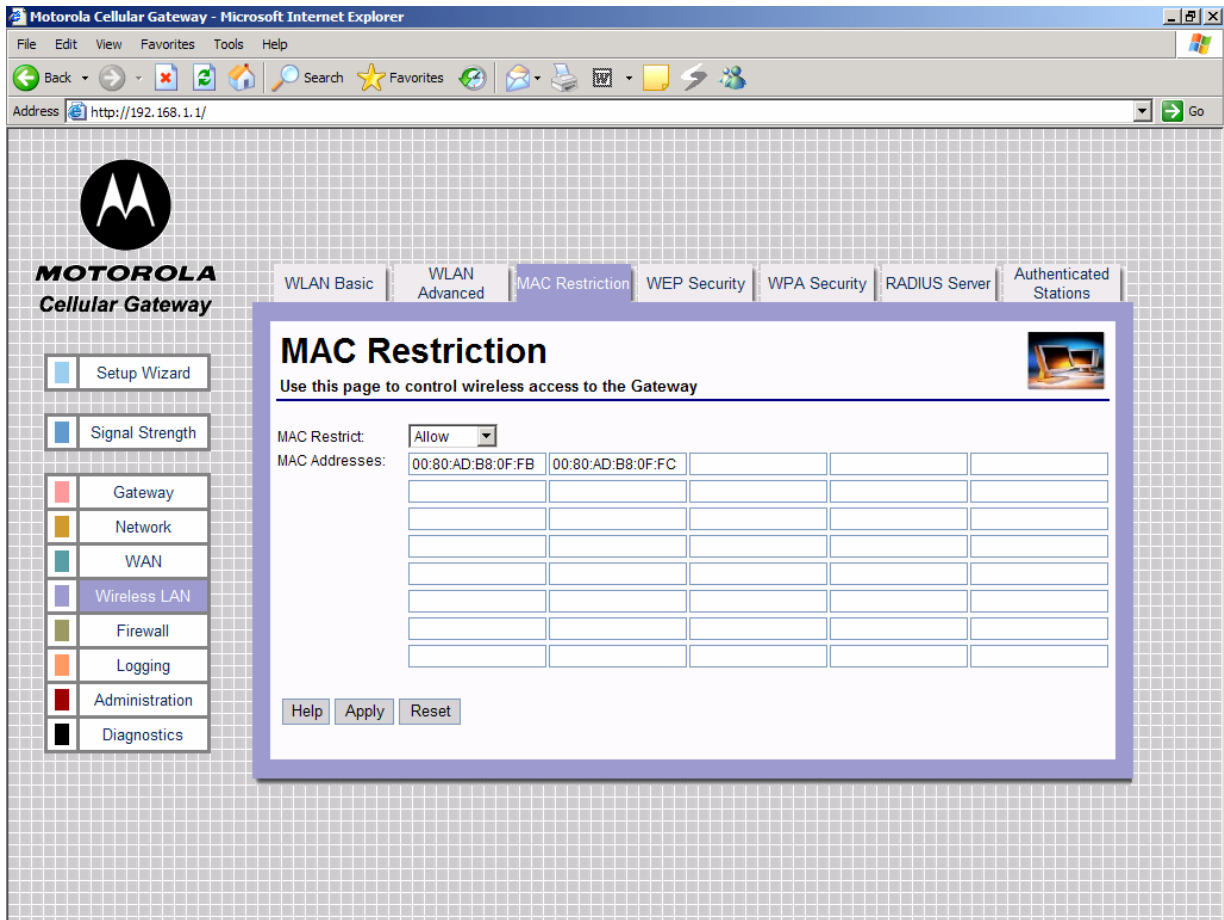 Motorola Cellular Gateway - Microsoft Internet Explorer
File Edit View Favorites Tools Help
Back Search Favorites
Address http://192.168.1.1/ Go
MOTOROLA
Cellular Gateway
Setup Wizard
Signal Strength
Gateway
Network
WAN
Wireless LAN
Firewall
Logging
Administration
Diagnostics
WLAN Basic
WLAN
Advanced
MAC Restriction
WEP Security
WPA Security
RADIUS Server
Authenticated
Stations
MAC Restriction
Use this page to control wireless access to the Gateway
MAC Restrict: Allow
MAC Addresses: 00:80:AD:B8:0F:FB 00:80:AD:B8:0F:FC
Help Apply Reset